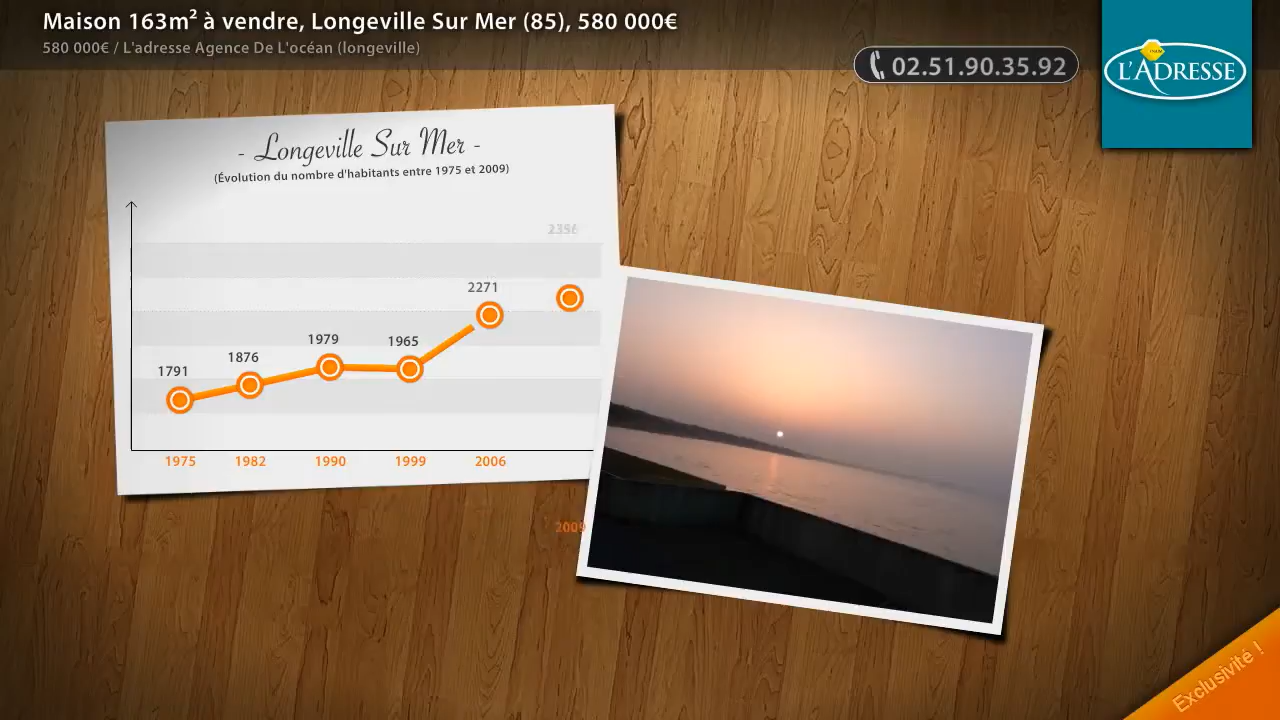 Maison 163m² à vendre, Longeville Sur Mer (85), 580 000€
580 000€ / L'adresse Agence De L'océan (longeville)
02.51.90.35.92
L'ADRESSE
- Longeville Sur Mer -
(Évolution du nombre d'habitants entre 1975 et 2009)
2356
2271
1979
1965
1876
1791
1975 1982 1990 1999 2006
2009
Exclusivité !